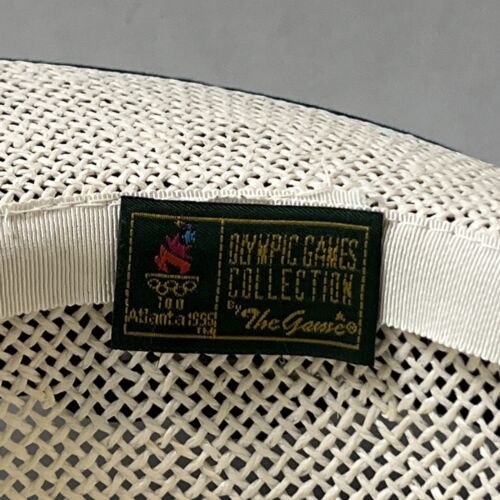 100
Atlanta 1996
TM
OLYMPIC GAMES
COLLECTION
BY The Game®